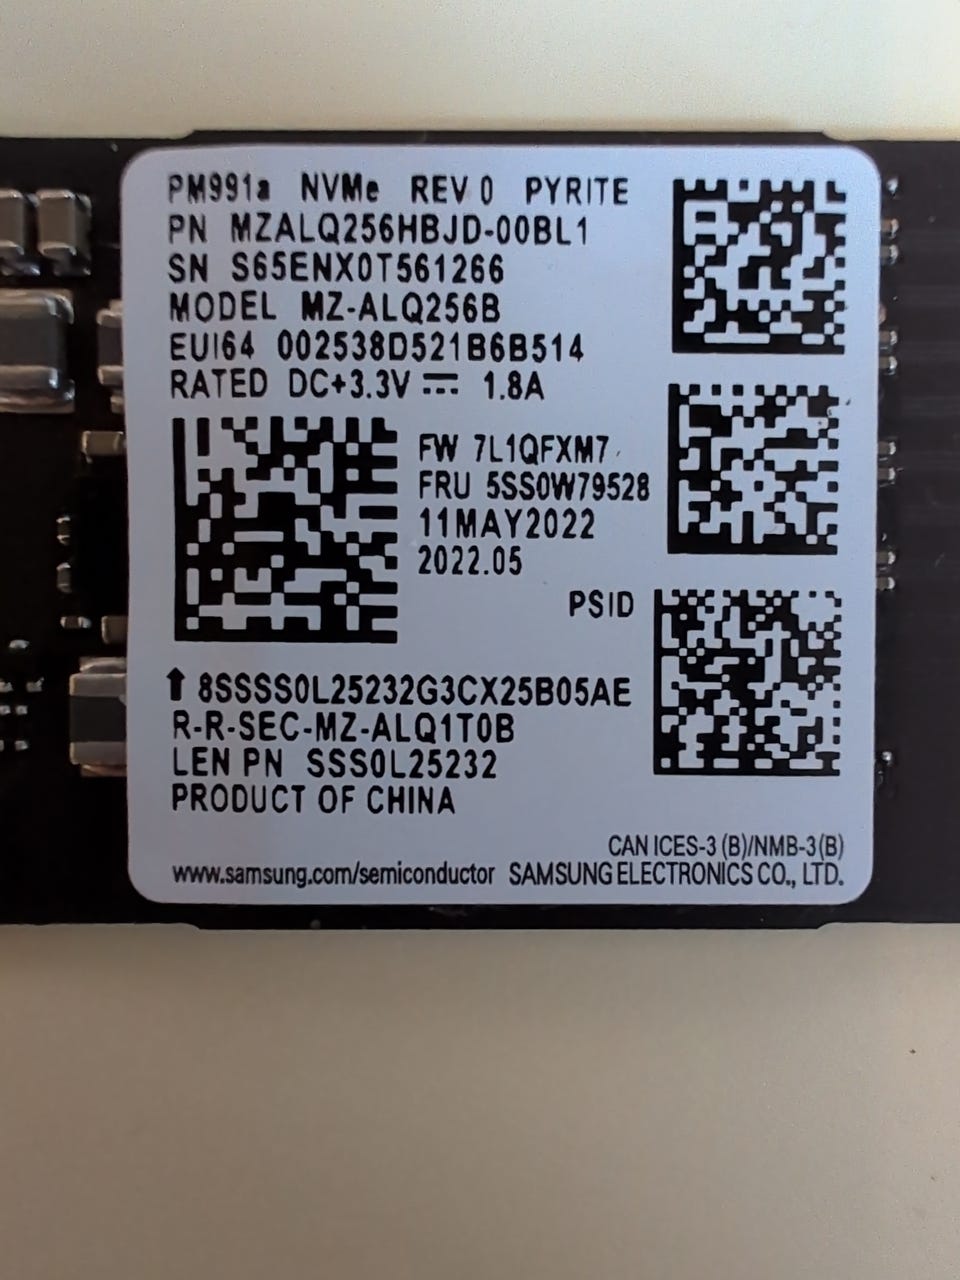 PM991a NVMe REV 0 PYRITE
PN MZALQ256HBJD-00BL1
SN S65ENX0T561266
MODEL MZ-ALQ256B
EUI64 002538D521B6B514
RATED DC+3.3V ⎓ 1.8A
FW 7L1QFXM7
FRU 5SS0W79528
11MAY2022
2022.05
PSID
↑ 8SSSS0L25232G3CX25B05AE
R-R-SEC-MZ-ALQ1T0B
LEN PN SSS0L25232
PRODUCT OF CHINA
CAN ICES-3 (B)/NMB-3(B)
www.samsung.com/semiconductor SAMSUNG ELECTRONICS CO., LTD.